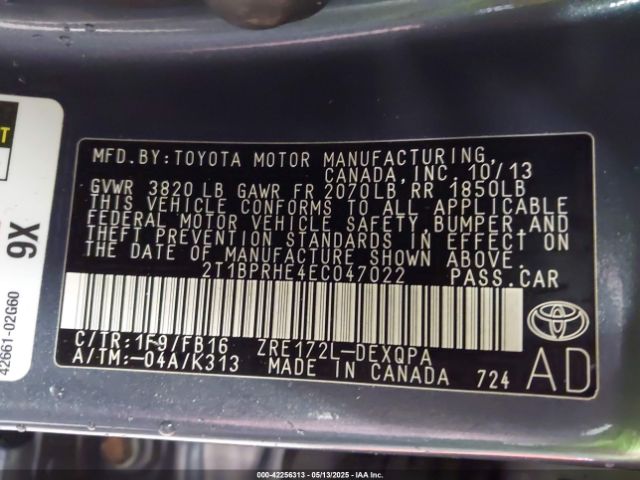 MFD.BY:TOYOTA MOTOR MANUFACTURING,
CANADA,INC. 10/13
GVWR 3820 LB GAWR FR 2070LB RR 1850LB
THIS VEHICLE CONFORMS TO ALL APPLICABLE
FEDERAL MOTOR VEHICLE SAFETY,BUMPER,AND
THEFT PREVENTION STANDARDS IN EFFECT ON
THE DATE OF MANUFACTURE SHOWN ABOVE.
2T1BPRHE4EC047022 PASS.CAR
C/TR:1F9/FB16 ZRE172L-DEXQPA
A/TM:-04A/K313 MADE IN CANADA 724
AD
9X
42661-02G60
000-42256313 - 05/13/2025 - IAAI.com